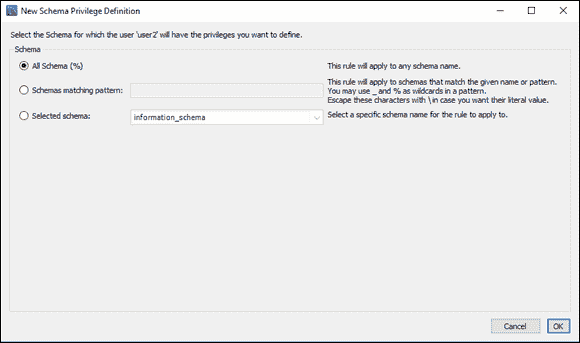 New Schema Privilege Definition
Select the Schema for which the user 'user2' will have the privileges you want to define.
Schema
All Schema (%)
This rule will apply to any schema name.
Schemas matching pattern:
This rule will apply to schemas that match the given name or pattern.
You may use _ and % as wildcards in a pattern.
Escape these characters with \ in case you want their literal value.
Selected schema:
information_schema
Select a specific schema name for the rule to apply to.
Cancel
OK